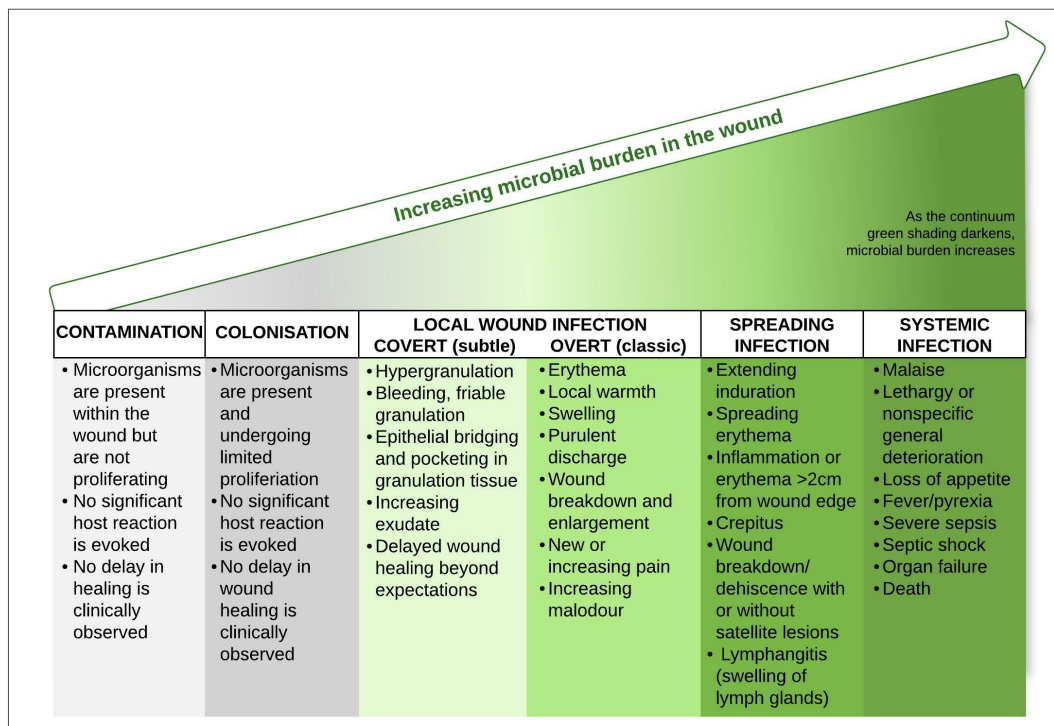 Increasing microbial burden in the wound
As the continuum
green shading darkens,
microbial burden increases
CONTAMINATION
• Microorganisms
are present
within the
wound but
are not
proliferating
• No significant
host reaction
is evoked
• No delay in
healing is
clinically
observed
COLONISATION
• Microorganisms
are present
and
undergoing
limited
proliferiation
• No significant
host reaction
is evoked
• No delay in
wound
healing is
clinically
observed
LOCAL WOUND INFECTION
COVERT (subtle)
• Hypergranulation
• Bleeding, friable
granulation
• Epithelial bridging
and pocketing in
granulation tissue
• Increasing
exudate
• Delayed wound
healing beyond
expectations
OVERT (classic)
• Erythema
• Local warmth
• Swelling
• Purulent
discharge
• Wound
breakdown and
enlargement
• New or
increasing pain
• Increasing
malodour
SPREADING
INFECTION
• Extending
induration
• Spreading
erythema
• Inflammation or
erythema >2cm
from wound edge
• Crepitus
• Wound
breakdown/
dehiscence with
or without
satellite lesions
• Lymphangitis
(swelling of
lymph glands)
SYSTEMIC
INFECTION
• Malaise
• Lethargy or
nonspecific
general
deterioration
• Loss of appetite
• Fever/pyrexia
• Severe sepsis
• Septic shock
• Organ failure
• Death